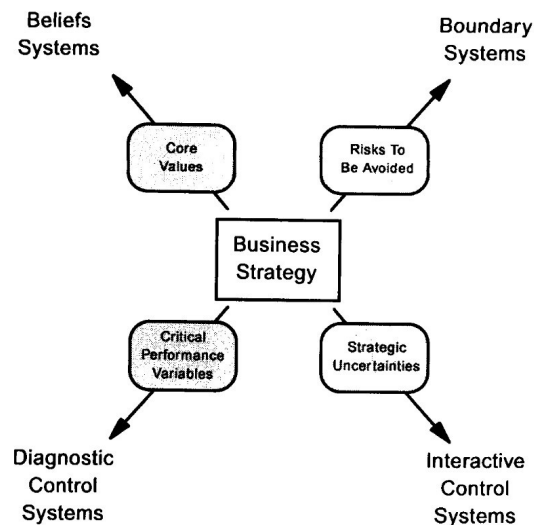 Beliefs
Systems
Boundary
Systems
Core
Values
Risks To
Be Avoided
Business
Strategy
Critical
Performance
Variables
Strategic
Uncertainties
Diagnostic
Control
Systems
Interactive
Control
Systems